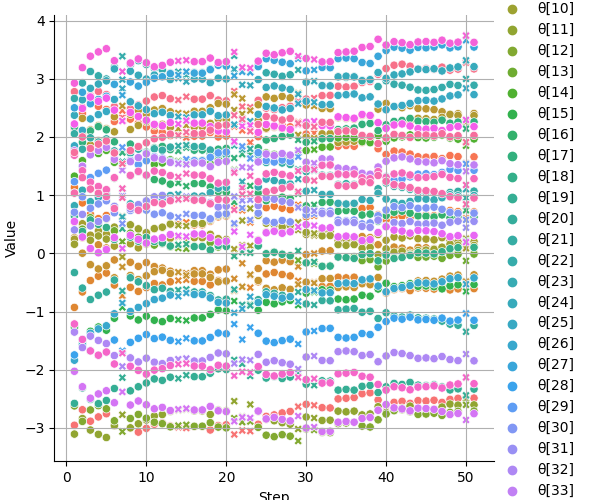 4
3
2
1
0
−1
−2
−3
Value
0
10
20
30
40
50
Step
θ[10]
θ[11]
θ[12]
θ[13]
θ[14]
θ[15]
θ[16]
θ[17]
θ[18]
θ[19]
θ[20]
θ[21]
θ[22]
θ[23]
θ[24]
θ[25]
θ[26]
θ[27]
θ[28]
θ[29]
θ[30]
θ[31]
θ[32]
θ[33]